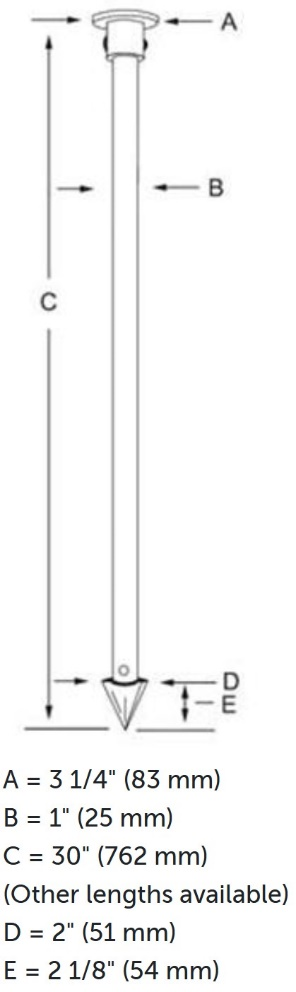 A
B
C
D
E
A = 3 1/4" (83 mm)
B = 1" (25 mm)
C = 30" (762 mm)
(Other lengths available)
D = 2" (51 mm)
E = 2 1/8" (54 mm)